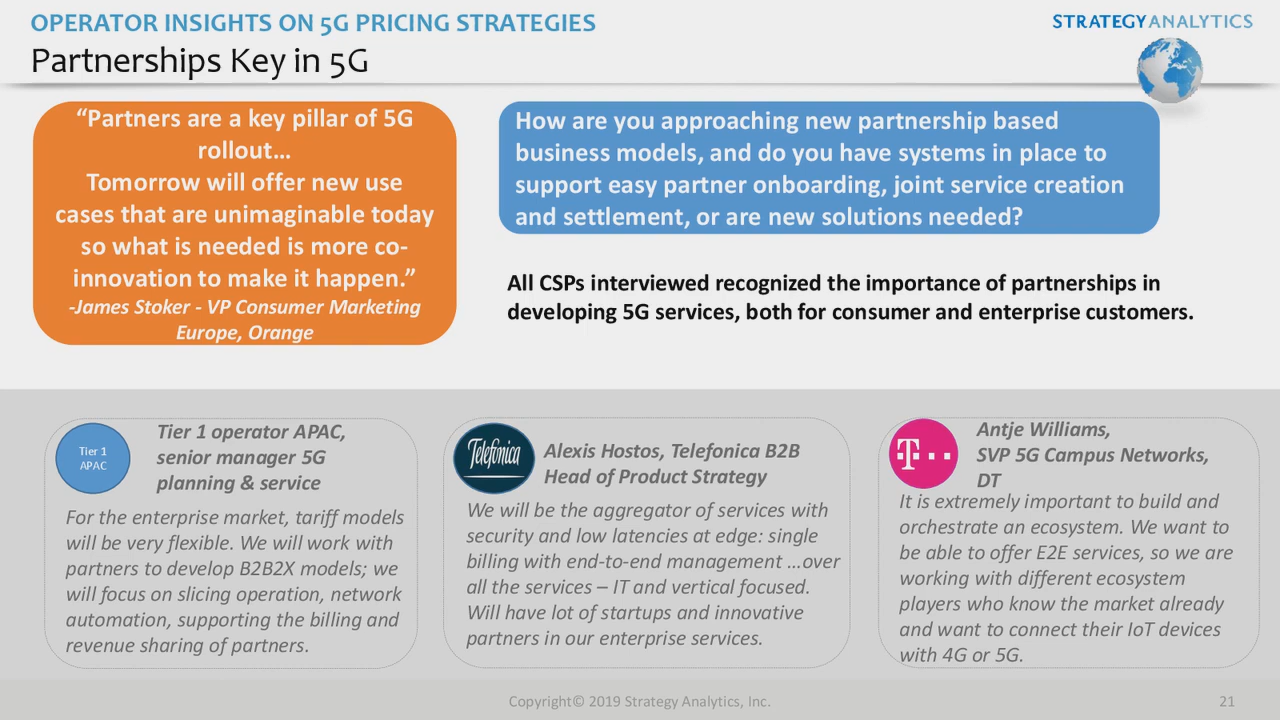 OPERATOR INSIGHTS ON 5G PRICING STRATEGIES
STRATEGYANALYTICS
Partnerships Key in 5G
“Partners are a key pillar of 5G
rollout…
Tomorrow will offer new use
cases that are unimaginable today
so what is needed is more co-
innovation to make it happen.”
-James Stoker - VP Consumer Marketing
Europe, Orange
How are you approaching new partnership based
business models, and do you have systems in place to
support easy partner onboarding, joint service creation
and settlement, or are new solutions needed?
All CSPs interviewed recognized the importance of partnerships in
developing 5G services, both for consumer and enterprise customers.
Tier 1
APAC
Tier 1 operator APAC,
senior manager 5G
planning & service
For the enterprise market, tariff models
will be very flexible. We will work with
partners to develop B2B2X models; we
will focus on slicing operation, network
automation, supporting the billing and
revenue sharing of partners.
Telefonica
Alexis Hostos, Telefonica B2B
Head of Product Strategy
We will be the aggregator of services with
security and low latencies at edge: single
billing with end-to-end management …over
all the services – IT and vertical focused.
Will have lot of startups and innovative
partners in our enterprise services.
T
Antje Williams,
SVP 5G Campus Networks,
DT
It is extremely important to build and
orchestrate an ecosystem. We want to
be able to offer E2E services, so we are
working with different ecosystem
players who know the market already
and want to connect their IoT devices
with 4G or 5G.
Copyright© 2019 Strategy Analytics, Inc.
21